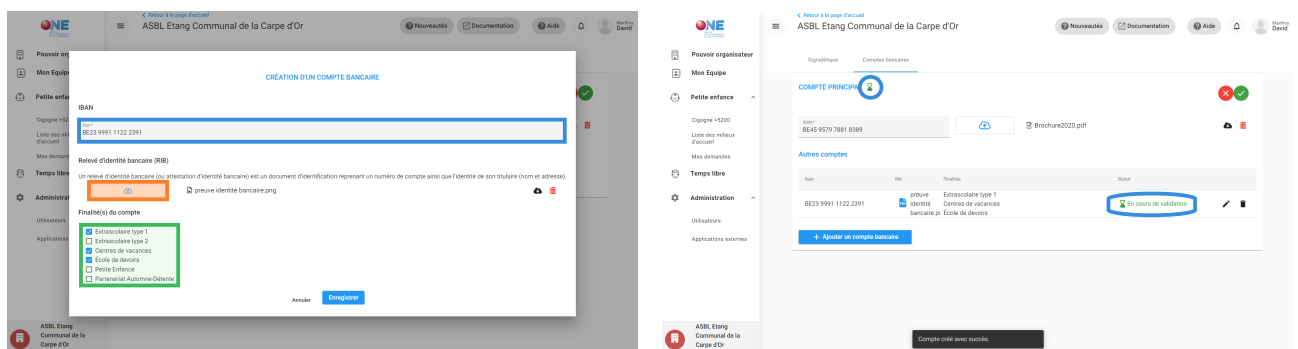 ONE
< Retour à la page d'accueil
ASBL Etang Communal de la Carpe d'Or
Nouveautés
Documentation
Aide
Manfroy
David
Pouvoir org
Mon Equipe
Petite enfa
Cigogne +52
Liste des mil
d'accueil
Mes demand
Temps libre
Administrat
Utilisateurs
Applications
ASBL Etang
Communal de la
Carpe d'Or
CRÉATION D'UN COMPTE BANCAIRE
IBAN
Iban *
BE23 9991 1122 2391
Relevé d'identité bancaire (RIB)
Un relevé d'identité bancaire (ou attestation d'identité bancaire) est un document d'identification reprenant un numéro de compte ainsi que l'identité de son titulaire (nom et adresse).
preuve identité bancaire.png
Finalité(s) du compte
Extrascolaire type 1
Extrascolaire type 2
Centres de vacances
École de devoirs
Petite Enfance
Partenariat Automne-Détente
Annuler
Enregistrer
ONE
< Retour à la page d'accueil
ASBL Etang Communal de la Carpe d'Or
Nouveautés
Documentation
Aide
Manfroy
David
Pouvoir organisateur
Mon Equipe
Petite enfance
Cigogne +5200
Liste des milieux
d'accueil
Mes demandes
Temps libre
Administration
Utilisateurs
Applications externes
ASBL Etang
Communal de la
Carpe d'Or
Signalétique
Comptes bancaires
COMPTE PRINCIPA
IBAN *
BE45 9579 7881 8389
Brochure2020.pdf
Autres comptes
Iban
Rib
Finalités
Statut
BE23 9991 1122 2391
preuve
identité
bancaire.pr
Extrascolaire type 1
Centres de vacances
École de devoirs
En cours de validation
+ Ajouter un compte bancaire
Compte créé avec succès.